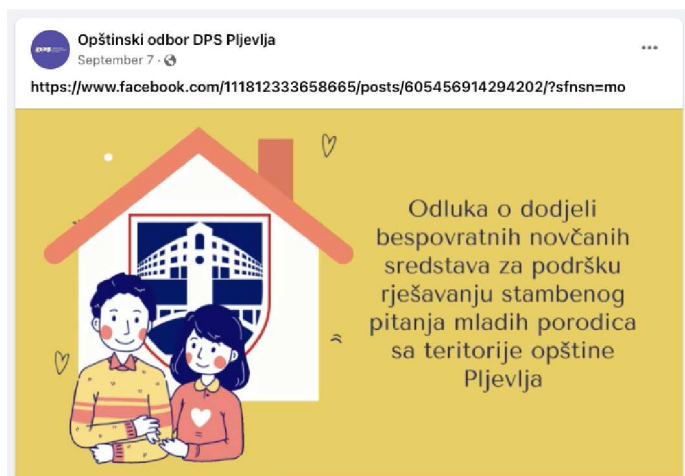 Opštinski odbor DPS Pljevlja
September 7 ·
https://www.facebook.com/111812333658665/posts/605456914294202/?sfnsn=mo
Odluka o dodjeli
bespovratnih novčanih
sredstava za podršku
rješavanju stambenog
pitanja mladih porodica
sa teritorije opštine
Pljevlja